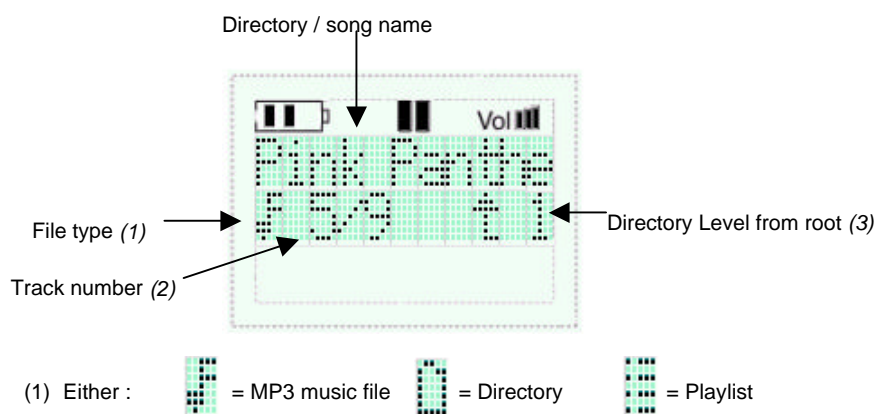 Directory / song name
Vol
Pink Panthe
5/9 ↑ 1
File type (1)
Directory Level from root (3)
Track number (2)
(1) Either : = MP3 music file = Directory = Playlist